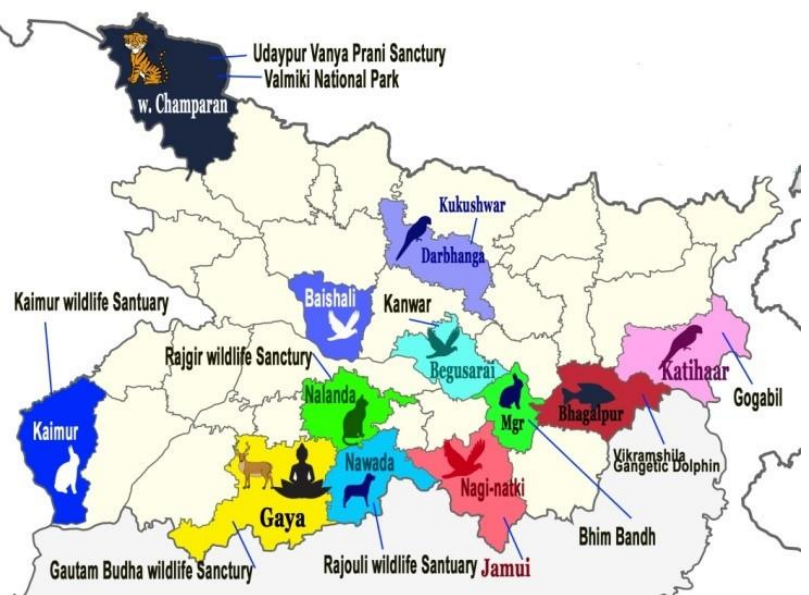 Udaypur Vanya Prani Sanctury
Valmiki National Park
w. Champaran
Kukushwar
Darbhanga
Baishali
Kanwar
Kaimur wildlife Santuary
Rajgir wildlife Sanctury
Begusarai
Katihaar
Nalanda
Gogabil
Mgr
Bhagalpur
Kaimur
Vikramshila
Gangetic Dolphin
Nawada
Nagi-natki
Gaya
Bhim Bandh
Gautam Budha wildlife Sanctury
Rajouli wildlife Santuary
Jamui